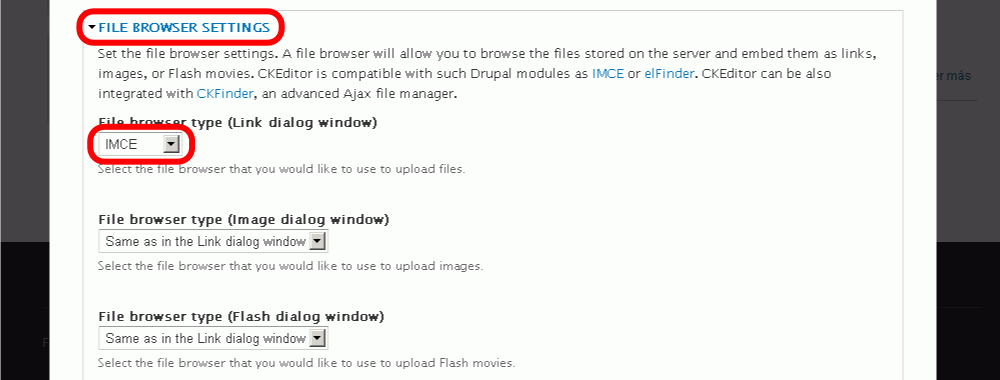 FILE BROWSER SETTINGS
Set the file browser settings. A file browser will allow you to browse the files stored on the server and embed them as links,
images, or Flash movies. CKEditor is compatible with such Drupal modules as IMCE or elFinder. CKEditor can be also
integrated with CKFinder, an advanced Ajax file manager.
er más
File browser type (Link dialog window)
IMCE
Select the file browser that you would like to use to upload files.
File browser type (Image dialog window)
Same as in the Link dialog window
Select the file browser that you would like to use to upload images.
File browser type (Flash dialog window)
Same as in the Link dialog window
F
Select the file browser that you would like to use to upload Flash movies.